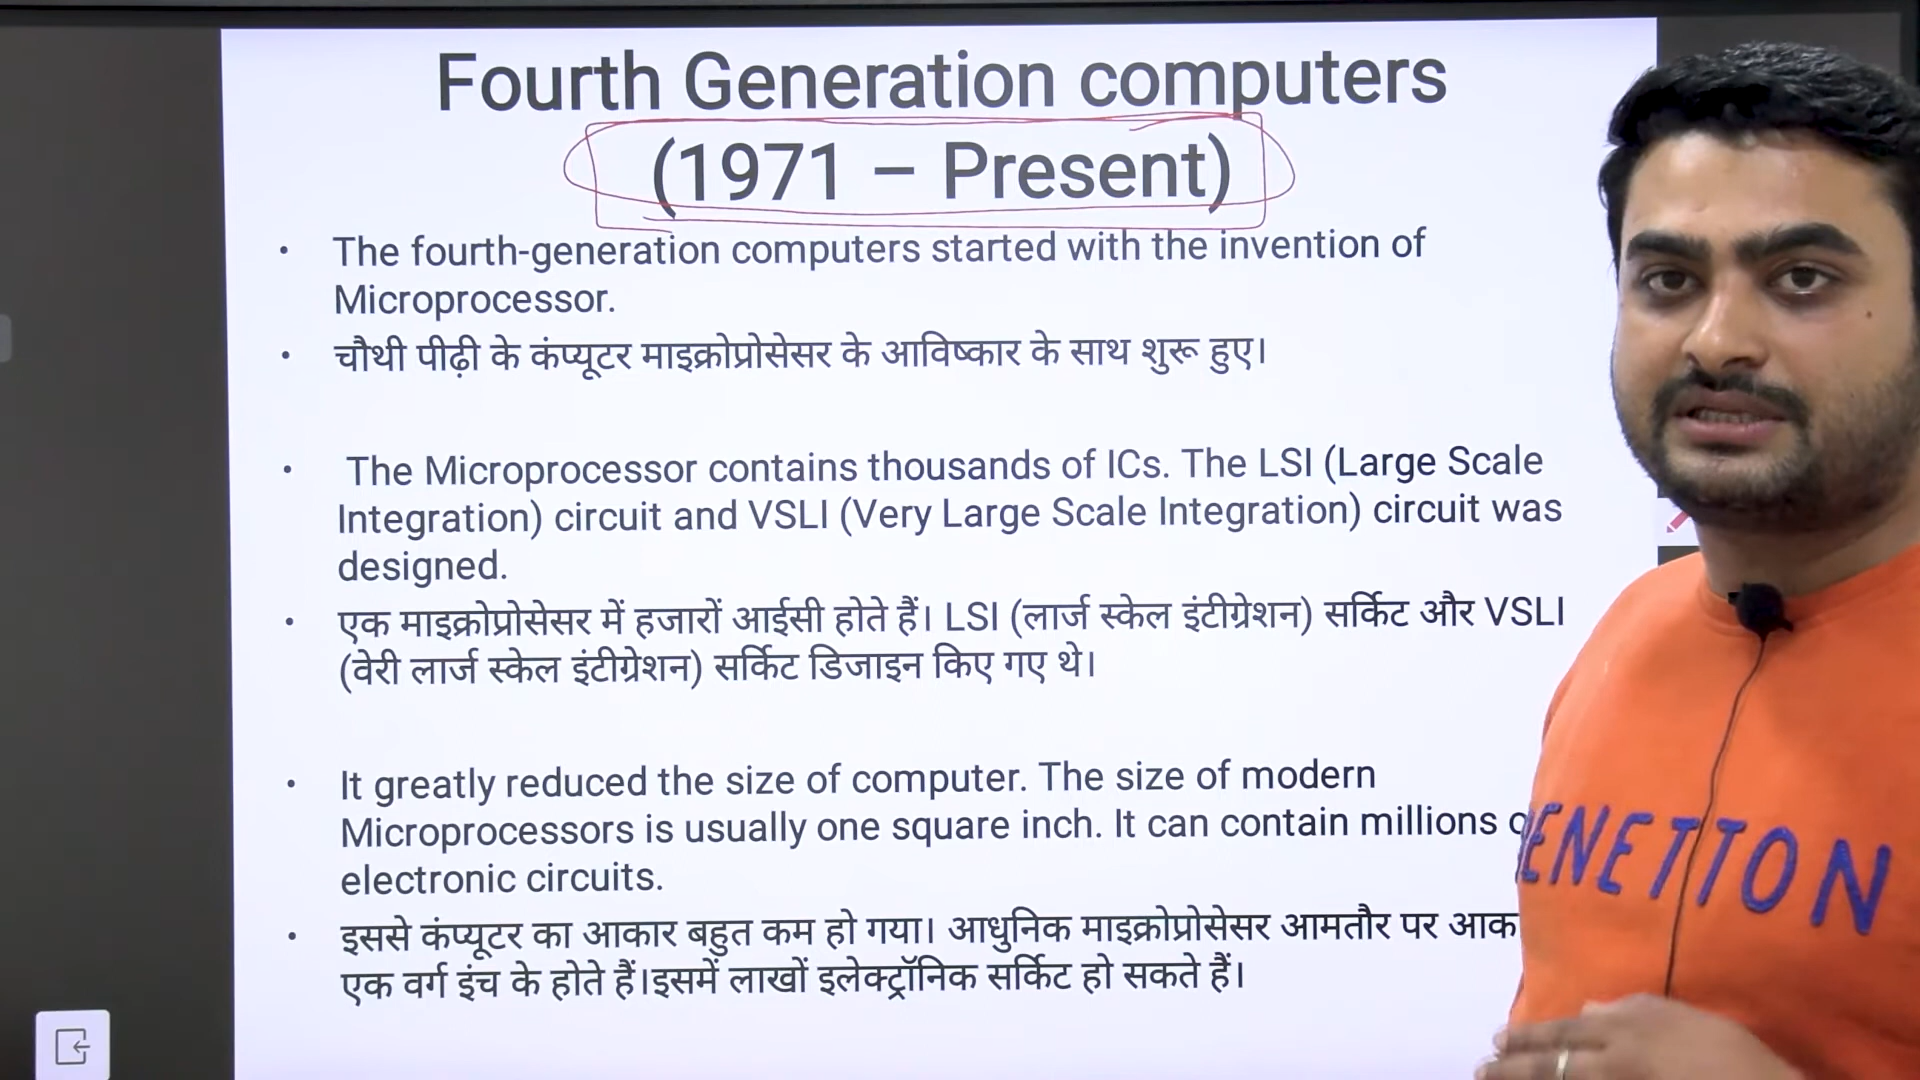 Fourth Generation computers
(1971 – Present)
• The fourth-generation computers started with the invention of
Microprocessor.
• चौथी पीढ़ी के कंप्यूटर माइक्रोप्रोसेसर के आविष्कार के साथ शुरू हुए।
• The Microprocessor contains thousands of ICs. The LSI (Large Scale
Integration) circuit and VSLI (Very Large Scale Integration) circuit was
designed.
• एक माइक्रोप्रोसेसर में हजारों आईसी होते हैं। LSI (लार्ज स्केल इंटीग्रेशन) सर्किट और VSLI
(वेरी लार्ज स्केल इंटीग्रेशन) सर्किट डिजाइन किए गए थे।
• It greatly reduced the size of computer. The size of modern
Microprocessors is usually one square inch. It can contain millions
electronic circuits.
• इससे कंप्यूटर का आकार बहुत कम हो गया। आधुनिक माइक्रोप्रोसेसर आमतौर पर
एक वर्ग इंच के होते हैं।इसमें लाखों इलेक्ट्रॉनिक सर्किट हो सकते हैं।
ENETTON